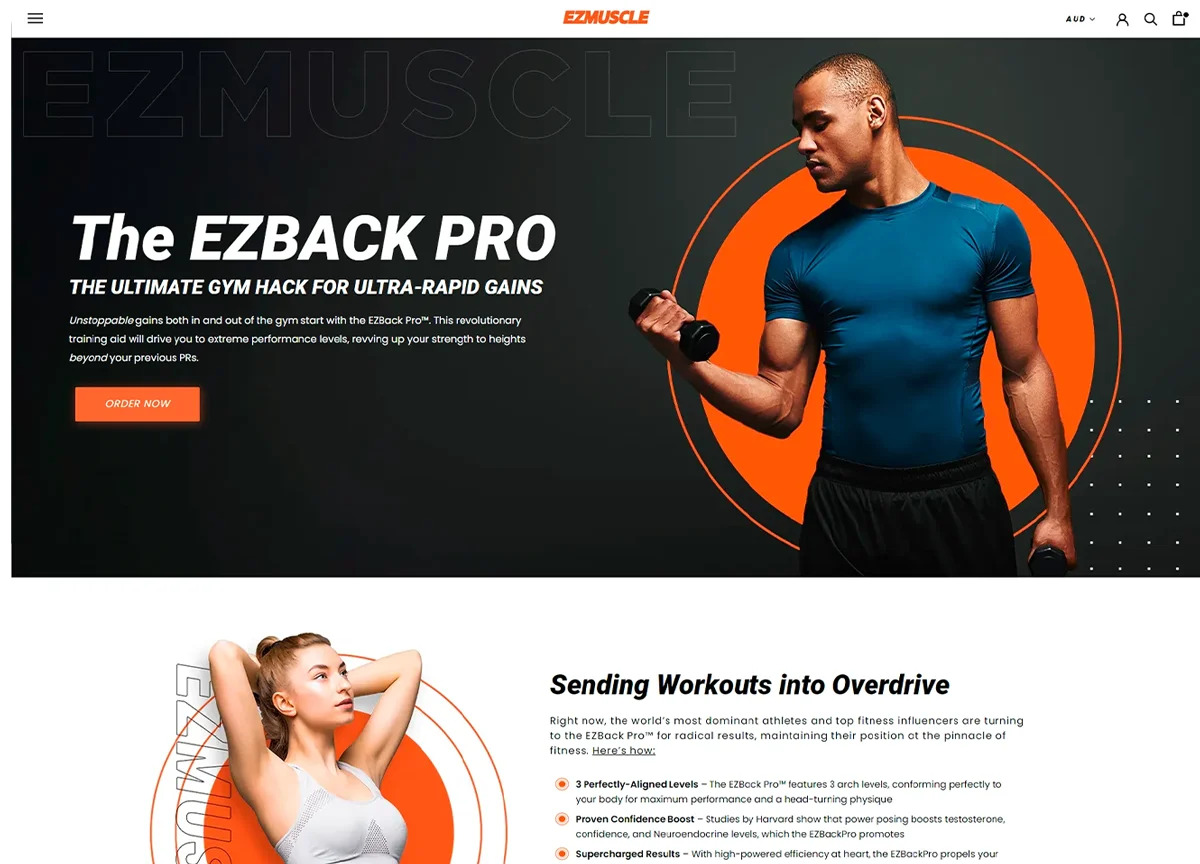 EZMUSCLE
AUD
EZMUSCLE
The EZBACK PRO
THE ULTIMATE GYM HACK FOR ULTRA-RAPID GAINS
Unstoppable gains both in and out of the gym start with the EZBack Pro™. This revolutionary
training aid will drive you to extreme performance levels, revving up your strength to heights
beyond your previous PRs.
ORDER NOW
EZMUS
Sending Workouts into Overdrive
Right now, the world's most dominant athletes and top fitness influencers are turning
to the EZBack Pro™ for radical results, maintaining their position at the pinnacle of
fitness. Here's how:
3 Perfectly-Aligned Levels – The EZBack Pro™ features 3 arch levels, conforming perfectly to
your body for maximum performance and a head-turning physique
Proven Confidence Boost – Studies by Harvard show that power posing boosts testosterone,
confidence, and Neuroendocrine levels, which the EZBackPro promotes
Supercharged Results – With high-powered efficiency at heart, the EZBackPro propels your